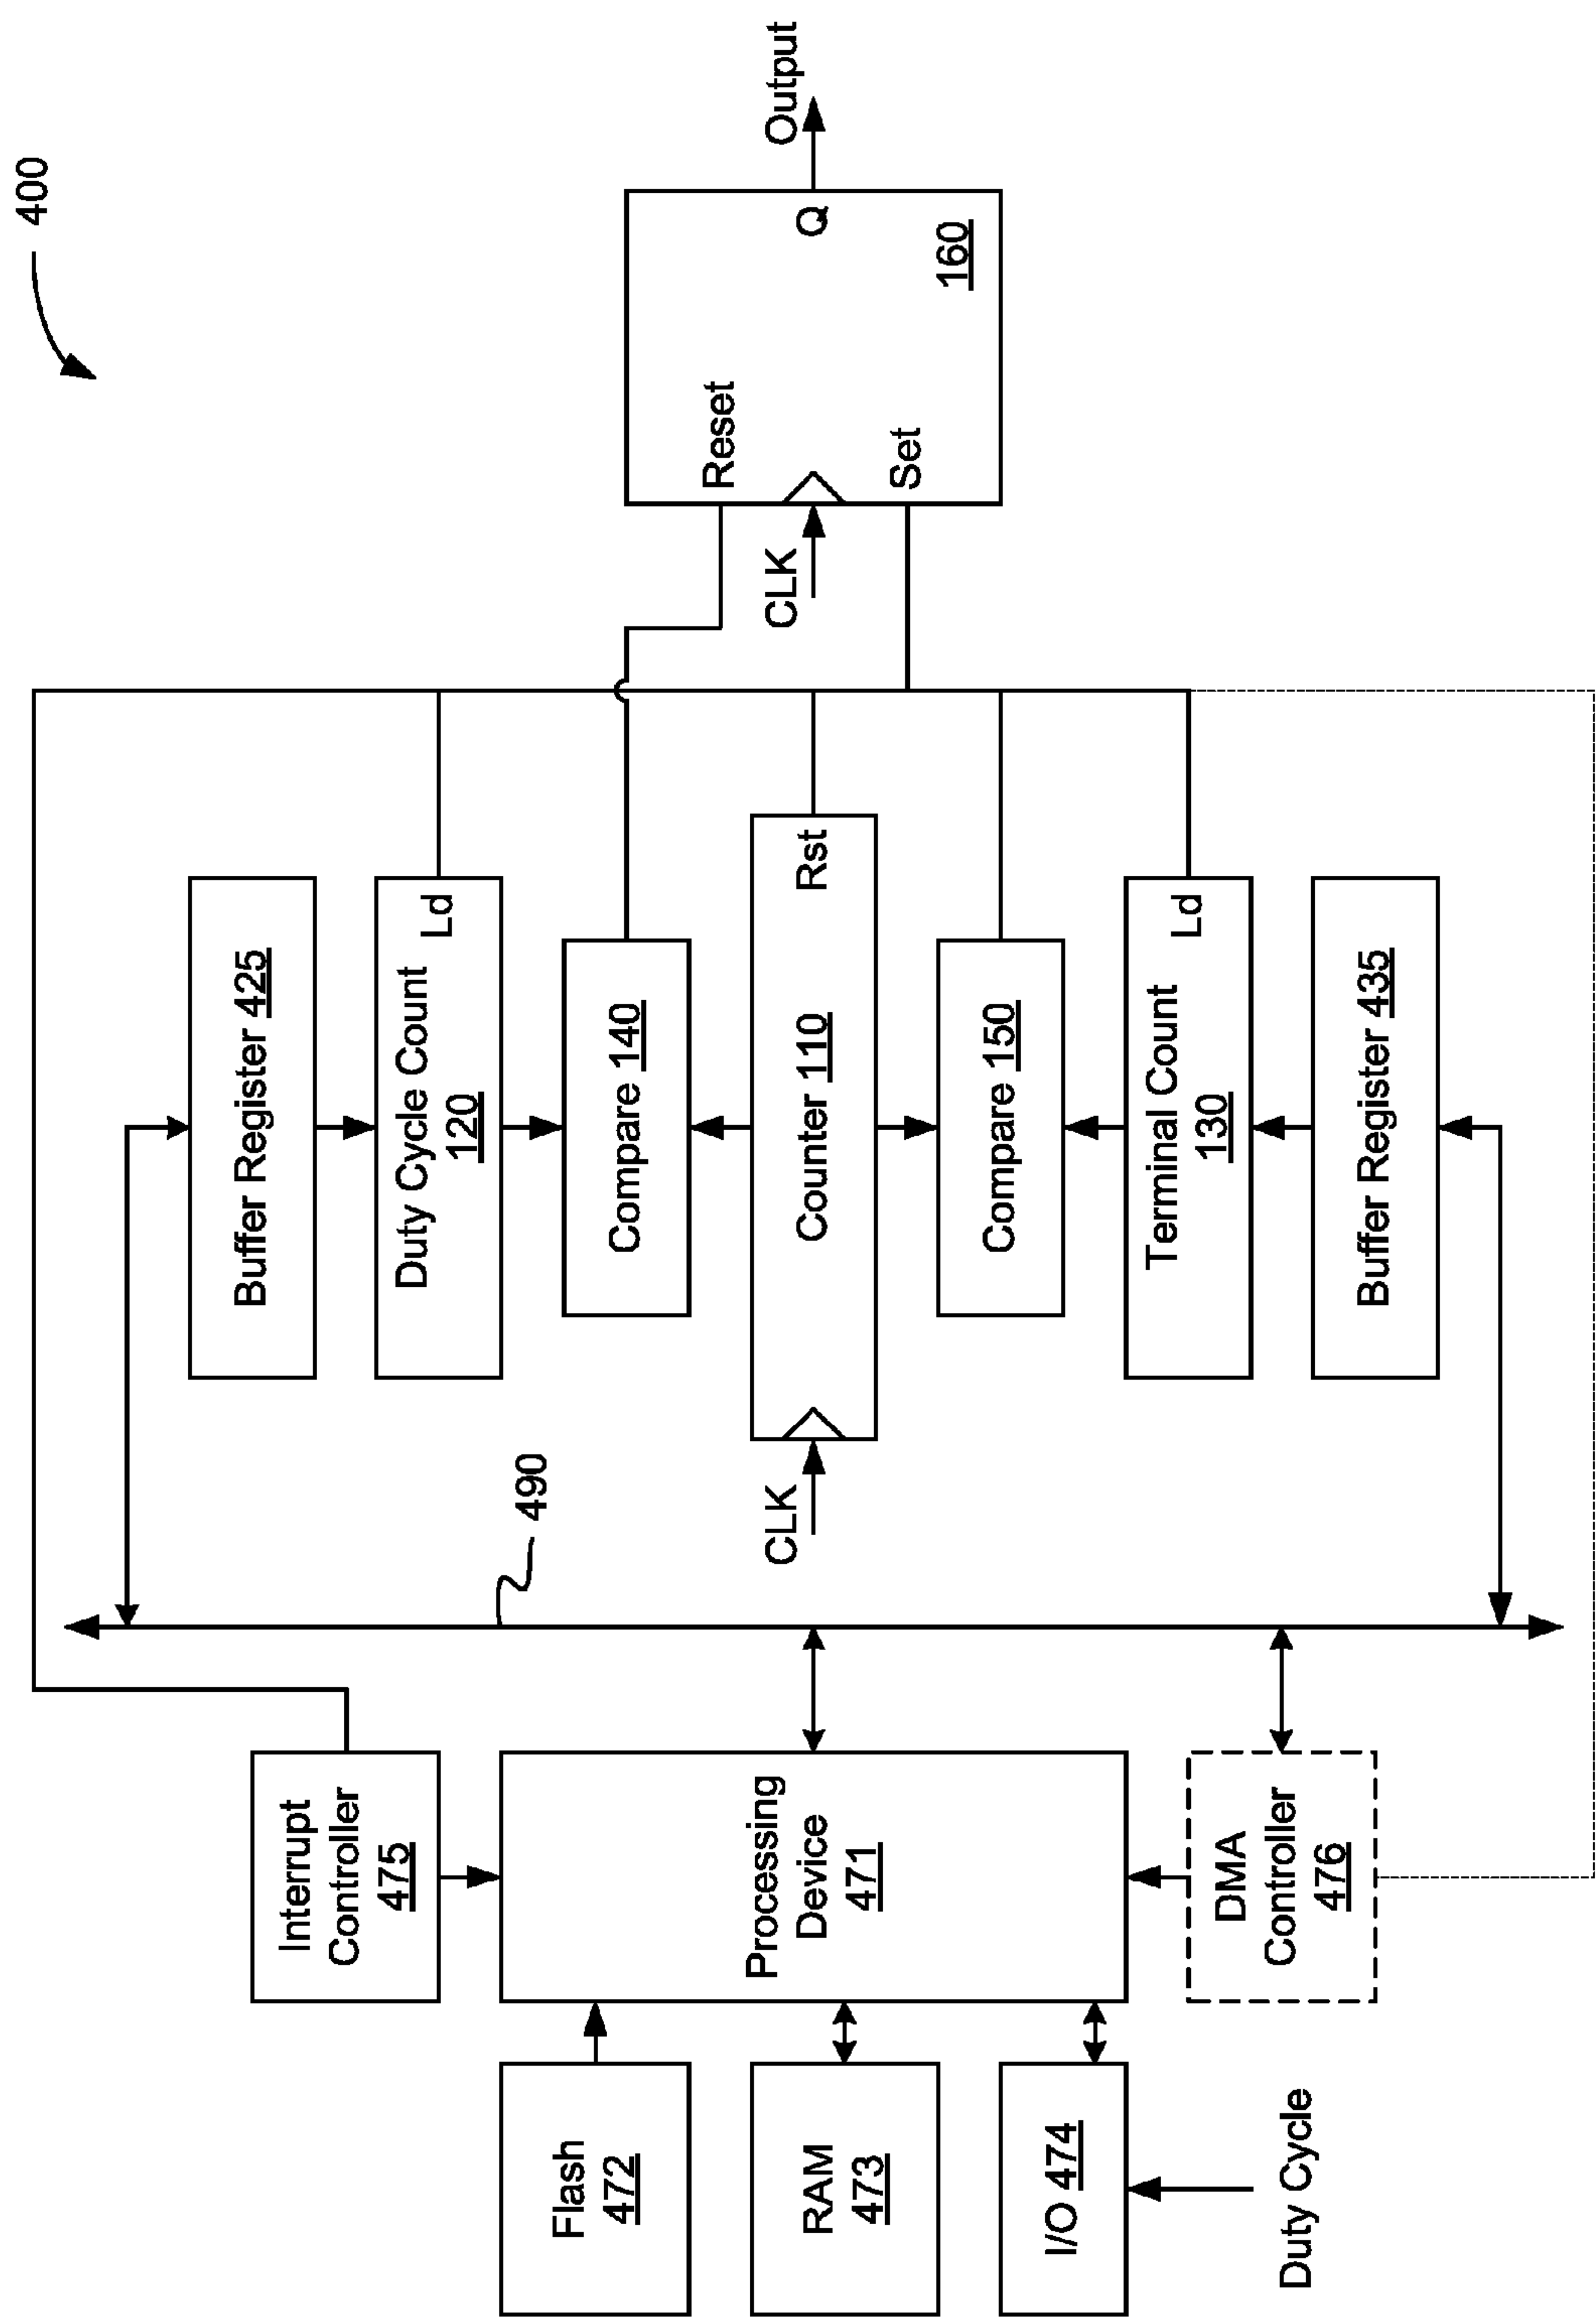 400
Interrupt
Controller
475
Flash
472
RAM
473
I/O 474
Duty Cycle
Processing
Device
471
DMA
Controller
476
490
Buffer Register 425
Duty Cycle Count
120
Ld
Compare 140
CLK
Counter 110
Rst
Compare 150
Terminal Count
130
Ld
Buffer Register 435
Reset
CLK
Set
Q
160
Output